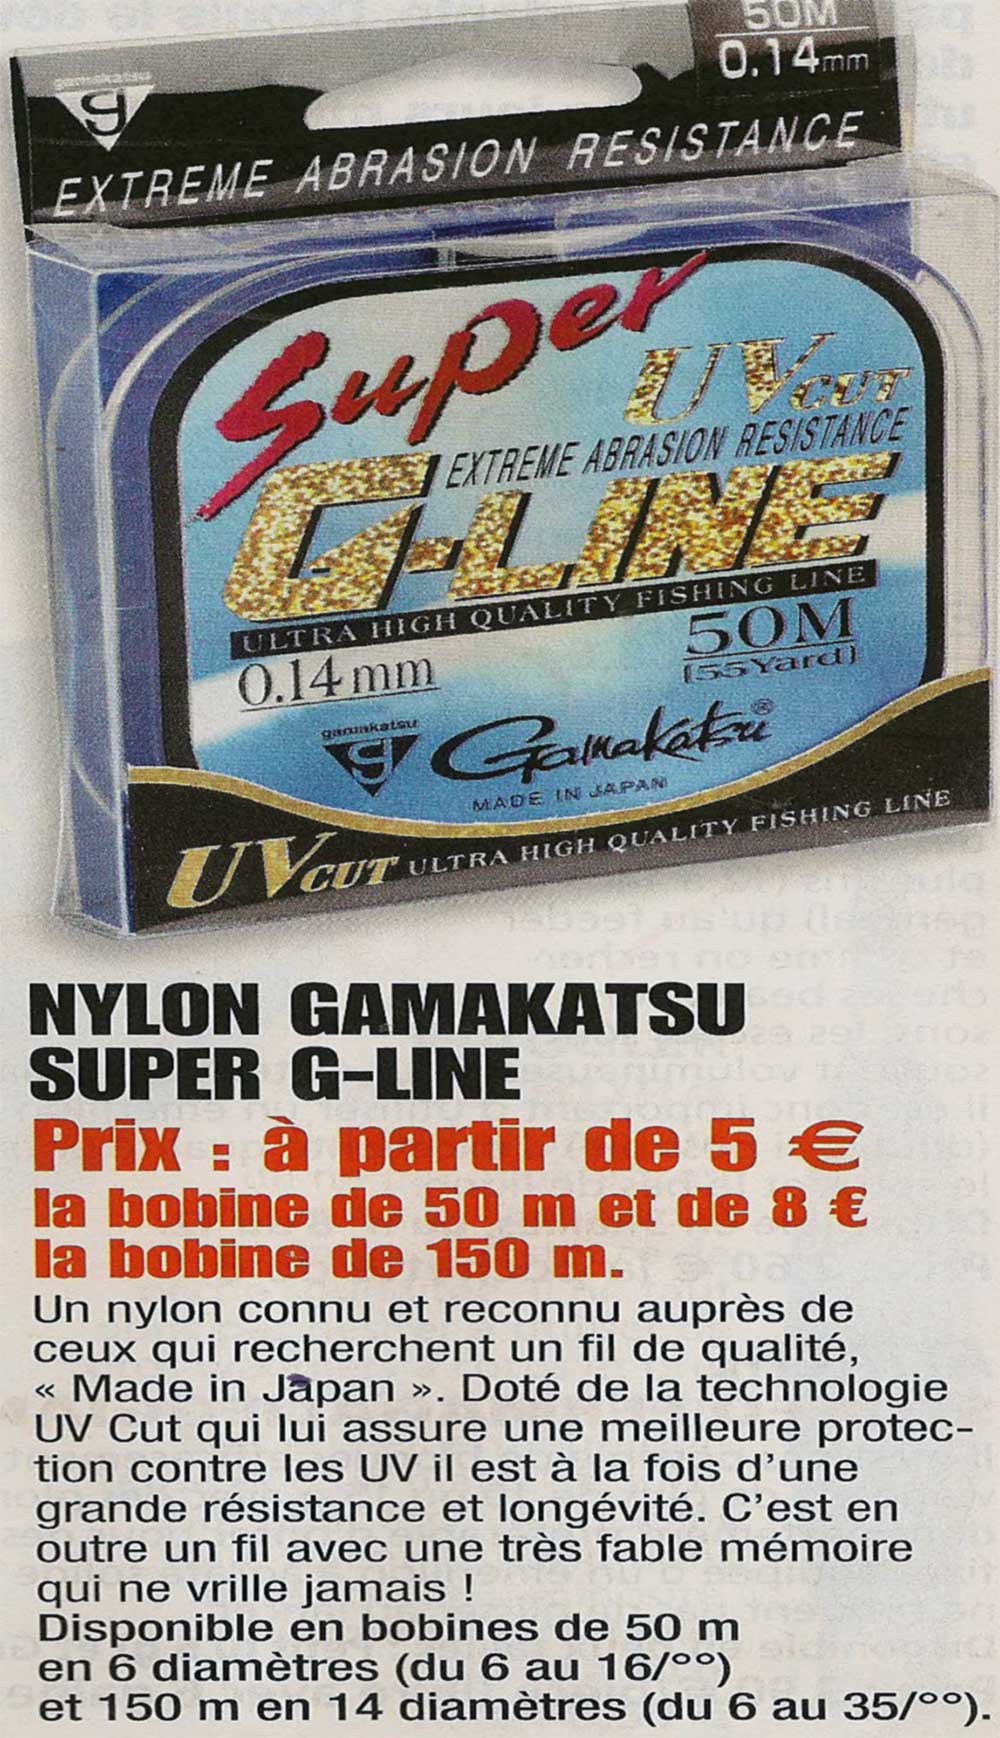 50M
0.14mm
gamakatsu
g
EXTREME ABRASION RESISTANCE
Super
UV CUT
EXTREME ABRASION RESISTANCE
G-LINE
ULTRA HIGH QUALITY FISHING LINE
0.14mm
50M
(55Yard)
gamakatsu
g
Gamakatsu®
MADE IN JAPAN
UV CUT ULTRA HIGH QUALITY FISHING LINE
NYLON GAMAKATSU
SUPER G-LINE
Prix : à partir de 5 €
la bobine de 50 m et de 8 €
la bobine de 150 m.
Un nylon connu et reconnu auprès de
ceux qui recherchent un fil de qualité,
« Made in Japan ». Doté de la technologie
UV Cut qui lui assure une meilleure protec-
tion contre les UV il est à la fois d'une
grande résistance et longévité. C'est en
outre un fil avec une très fable mémoire
qui ne vrille jamais !
Disponible en bobines de 50 m
en 6 diamètres (du 6 au 16/°°)
et 150 m en 14 diamètres (du 6 au 35/°°).